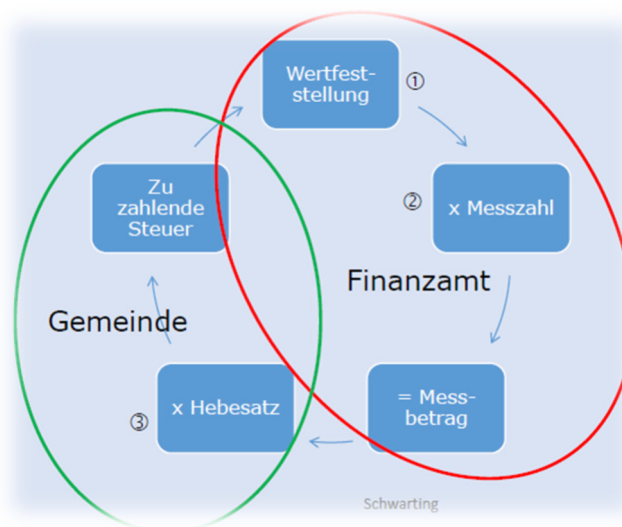 Wertfest-
stellung
①
② x Messzahl
Finanzamt
= Mess-
betrag
③ x Hebesatz
Gemeinde
Zu
zahlende
Steuer
Schwarting